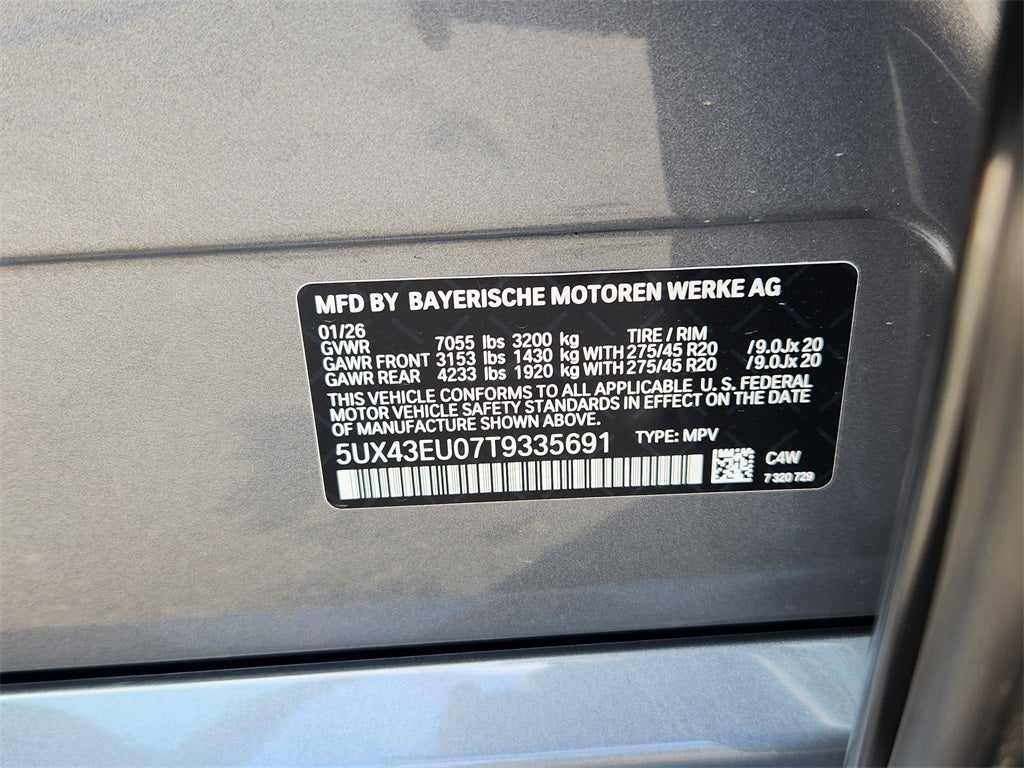 MFD BY BAYERISCHE MOTOREN WERKE AG
01/26 TIRE / RIM
GVWR 7055 lbs 3200 kg
GAWR FRONT 3153 lbs 1430 kg WITH 275/45 R20 /9.0Jx20
GAWR REAR 4233 lbs 1920 kg WITH 275/45 R20 /9.0Jx20
THIS VEHICLE CONFORMS TO ALL APPLICABLE U. S. FEDERAL
MOTOR VEHICLE SAFETY STANDARDS IN EFFECT ON THE DATE
OF MANUFACTURE SHOWN ABOVE.
5UX43EU07T9335691 TYPE: MPV
C4W
7 320 729